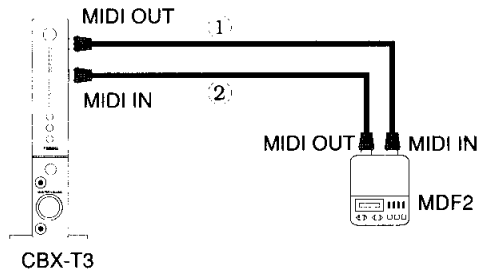 MIDI OUT
①
MIDI IN
②
MIDI OUT
MIDI IN
MDF2
CBX-T3